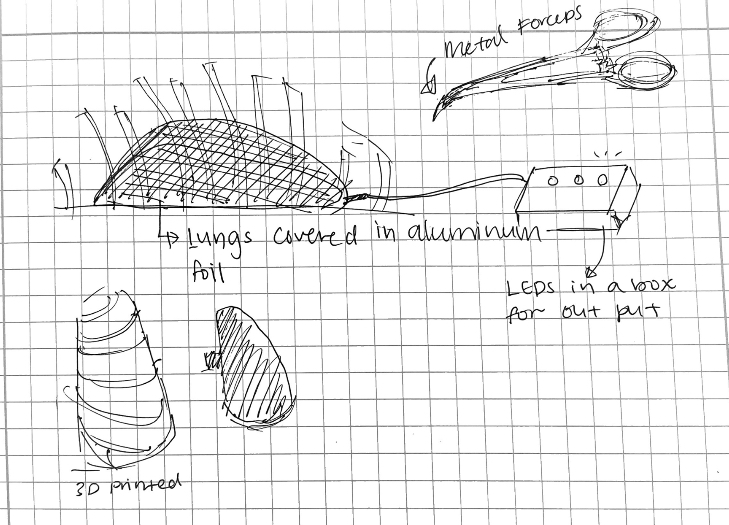 Metal Forceps
Lungs covered in aluminum
foil
LEDs in a box
for out put
3D printed